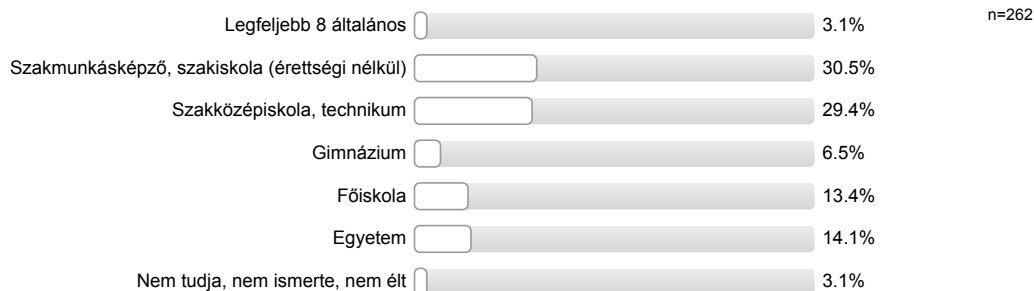 Legfeljebb 8 általános 3.1% n=262
Szakmunkásképző, szakiskola (érettségi nélkül) 30.5%
Szakközépiskola, technikum 29.4%
Gimnázium 6.5%
Főiskola 13.4%
Egyetem 14.1%
Nem tudja, nem ismerte, nem élt 3.1%